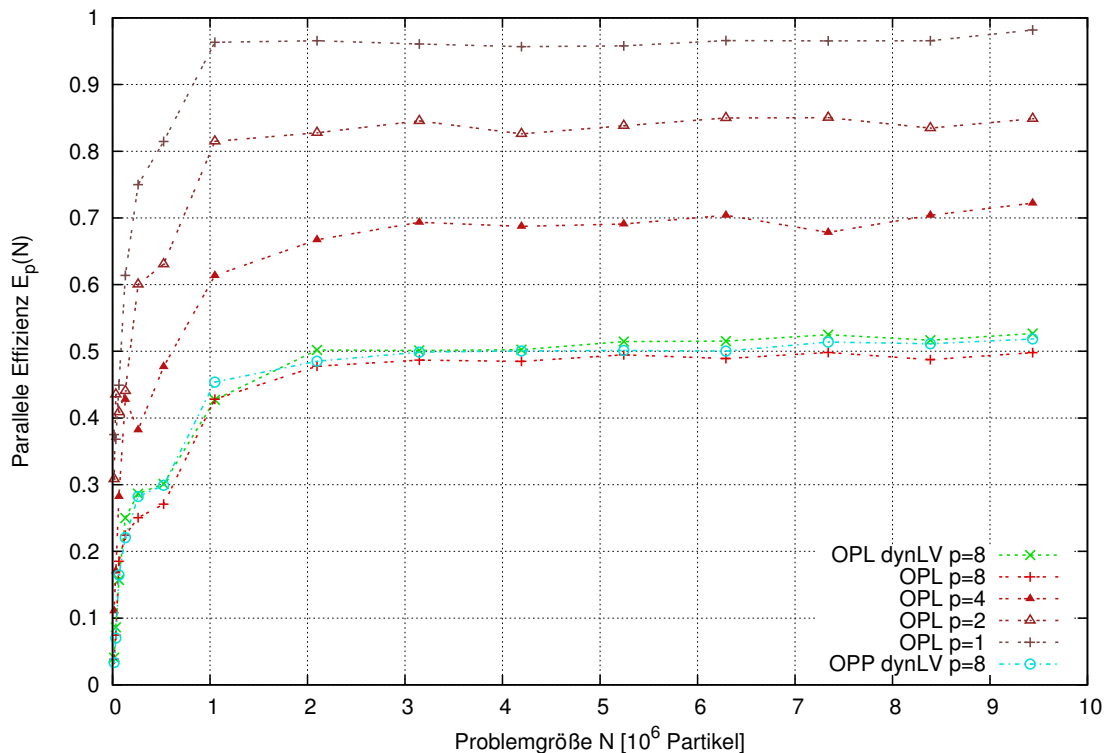 1
0.9
0.8
0.7
0.6
0.5
0.4
0.3
0.2
0.1
0
Parallele Effizienz E_p(N)
OPL dynLV p=8
OPL p=8
OPL p=4
OPL p=2
OPL p=1
OPP dynLV p=8
0 1 2 3 4 5 6 7 8 9 10
Problemgröße N [10^6 Partikel]